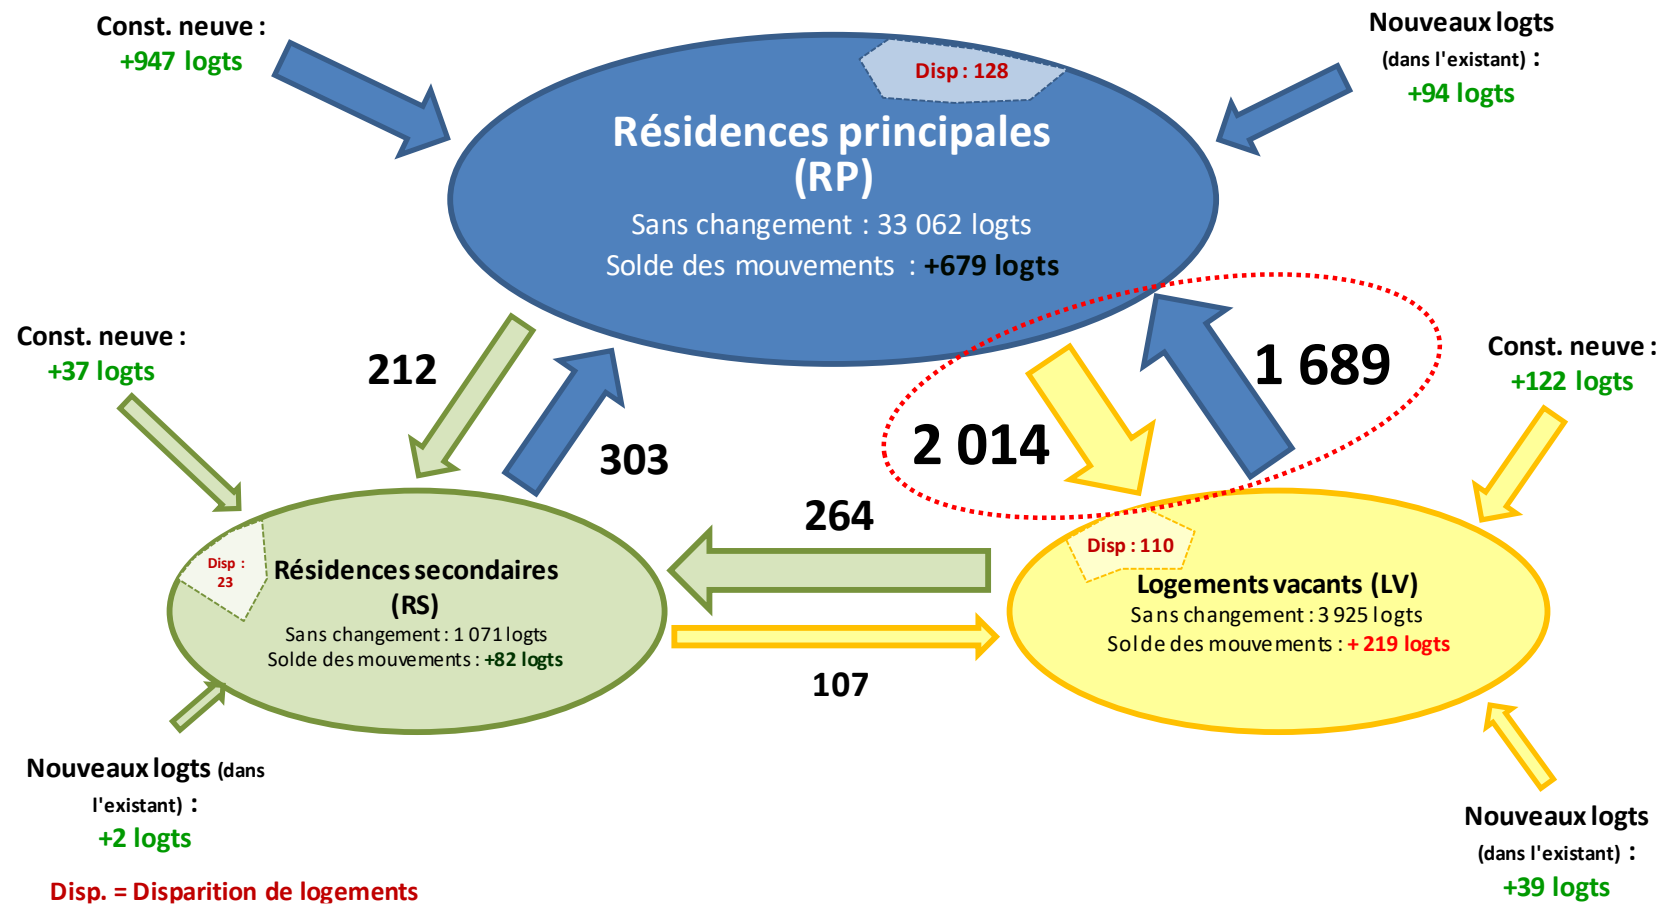 Const. neuve :
+947 logts
Nouveaux logts
(dans l'existant) :
+94 logts
Disp : 128
Résidences principales
(RP)
Sans changement : 33 062 logts
Solde des mouvements : +679 logts
Const. neuve :
+37 logts
212
303
2 014
1 689
Const. neuve :
+122 logts
264
107
Disp :
23
Résidences secondaires
(RS)
Sans changement : 1 071 logts
Solde des mouvements : +82 logts
Disp : 110
Logements vacants (LV)
Sans changement : 3 925 logts
Solde des mouvements : + 219 logts
Nouveaux logts (dans
l'existant) :
+2 logts
Nouveaux logts
(dans l'existant) :
+39 logts
Disp. = Disparition de logements